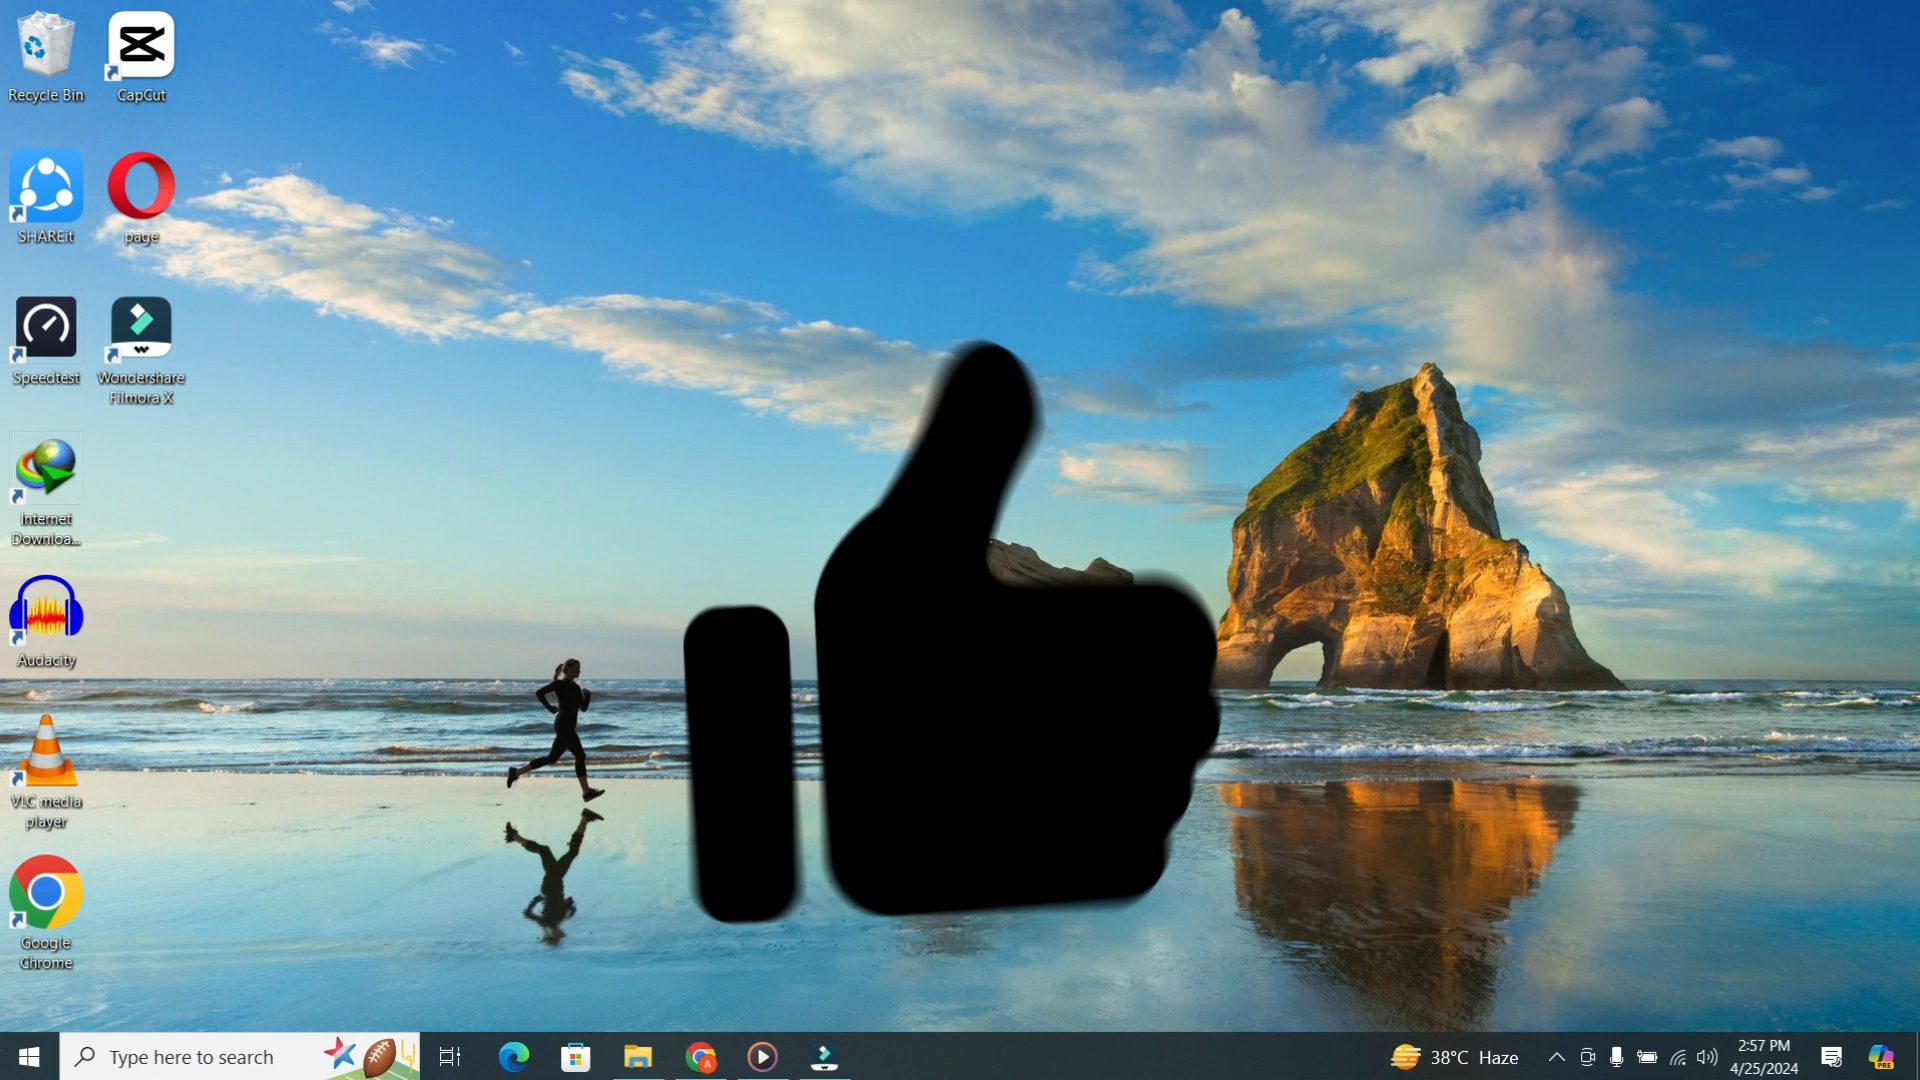 Recycle Bin
CapCut
SHAREit
page
Speedtest
Wondershare
Filmora X
Internet
Downloa...
Audacity
VLC media
player
Google
Chrome
Type here to search
A
38°C Haze
2:57 PM
4/25/2024
PRE